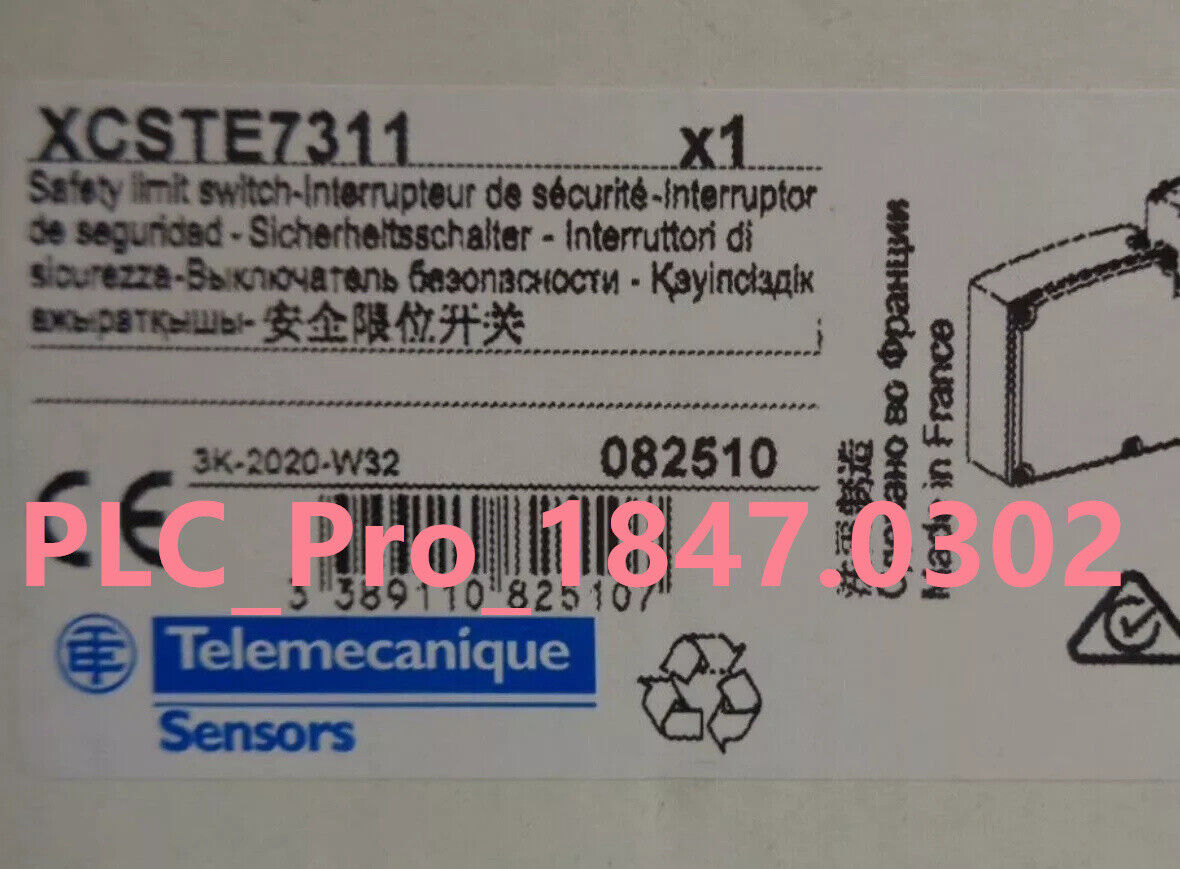 XCSTE7311 x1
Safety limit switch-Interrupteur de sécurité-Interruptor
de seguridad - Sicherheitsschalter - Interruttori di
sicurezza-Выключатель безопасности - Қауіпсіздік
ажыратқышы- 安全限位开关
3K-2020-W32 082510
CE
PLC_Pro_1847.0302
3 389110 825107
Telemecanique
Sensors
Сделано во Франции
Made in France